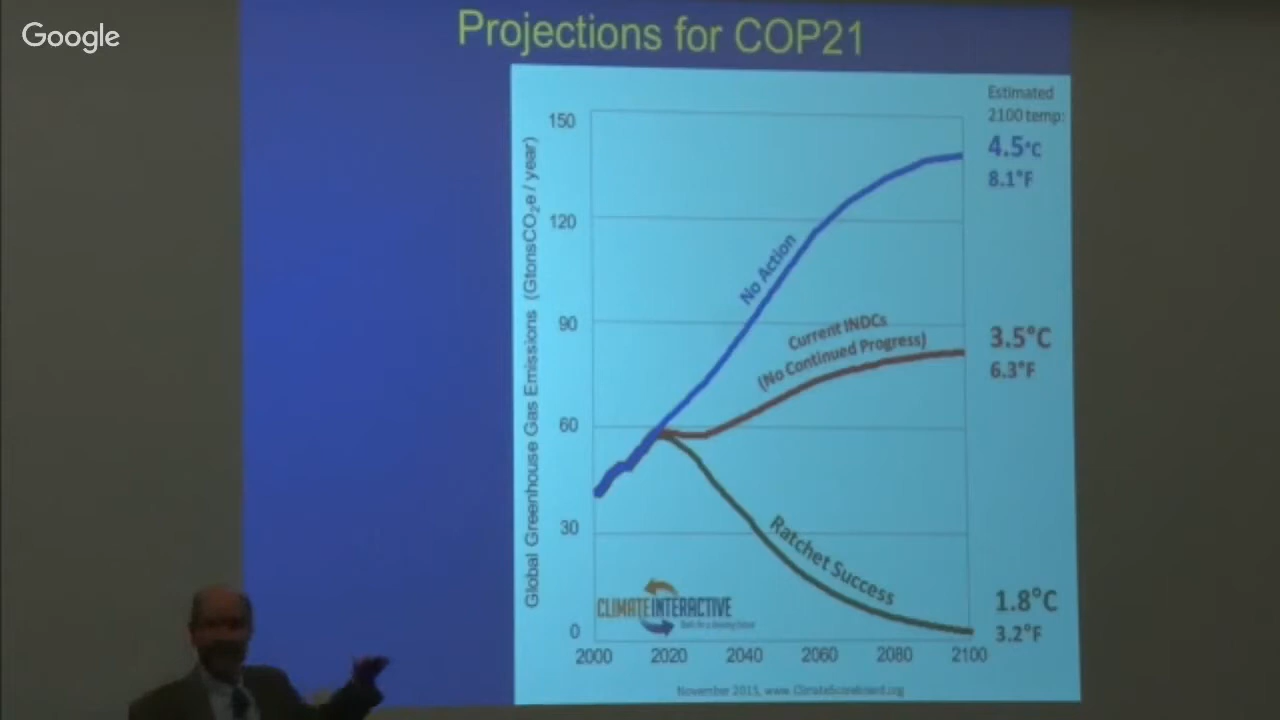 Google
Projections for COP21
Estimated
2100 temp:
4.5°C
8.1°F
3.5°C
6.3°F
1.8°C
3.2°F
Global Greenhouse Gas Emissions (GtonsCO₂e / year)
150
120
90
60
30
0
No Action
Current INDCs
(No Continued Progress)
Ratchet Success
CLIMATE INTERACTIVE
2000 2020 2040 2060 2080 2100
November 2015, www.ClimateScoreboard.org